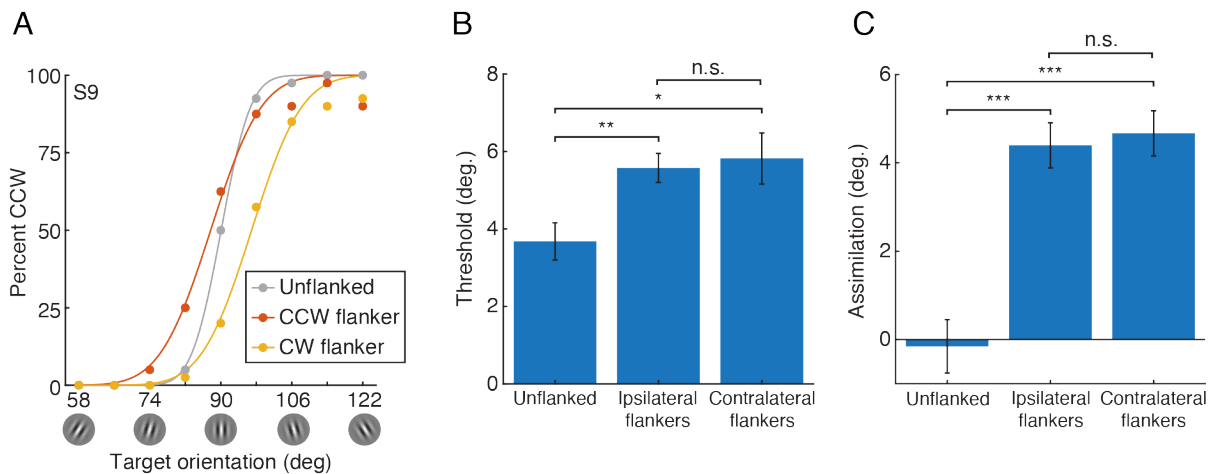 A
S9
Percent CCW
100
75
50
25
0
Unflanked
CCW flanker
CW flanker
58 74 90 106 122
Target orientation (deg)
B
Threshold (deg.)
8
6
4
2
0
n.s.
*
**
Unflanked
Ipsilateral
flankers
Contralateral
flankers
C
Assimilation (deg.)
6
4
2
0
n.s.
***
***
Unflanked
Ipsilateral
flankers
Contralateral
flankers